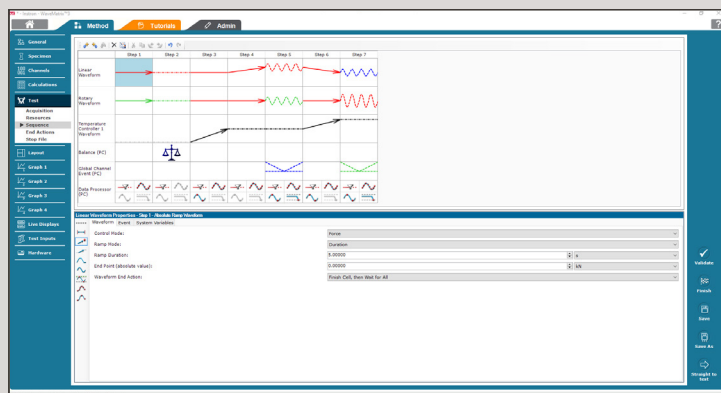 Method
Tutorials
Admin
?
General
Specimen
Channels
Calculations
Test
Acquisition
Resources
Sequence
End Actions
Stop File
Layout
Graph 1
Graph 2
Graph 3
Graph 4
Live Displays
Test Inputs
Hardware
Step 1 Step 2 Step 3 Step 4 Step 5 Step 6 Step 7
Linear
Waveform
Rotary
Waveform
Temperature
Controller 1
Waveform
Balance (PC)
Global Channel
Event (PC)
Data Processor
(PC)
Linear Waveform Properties - Step 1 - Absolute Ramp Waveform
Waveform Event System Variables
Control Mode: Force
Ramp Mode: Duration
Ramp Duration: 5.00000 s
End Point (absolute value): 0.00000 kN
Waveform End Action: Finish Cell, then Wait for All
Validate
Finish
Save
Save As
Straight to
test